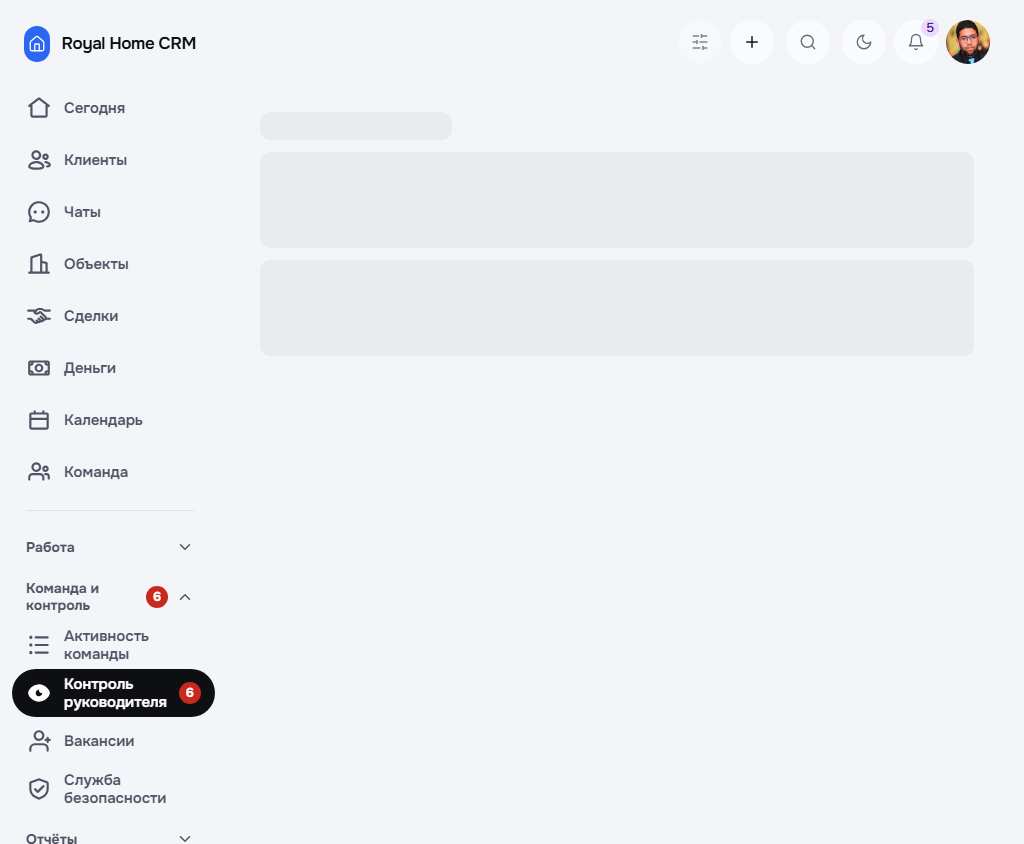 Royal Home CRM
5
Сегодня
Клиенты
Чаты
Объекты
Сделки
Деньги
Календарь
Команда
Работа
Команда и
контроль
6
Активность
команды
Контроль
руководителя
6
Вакансии
Служба
безопасности
Отчёты